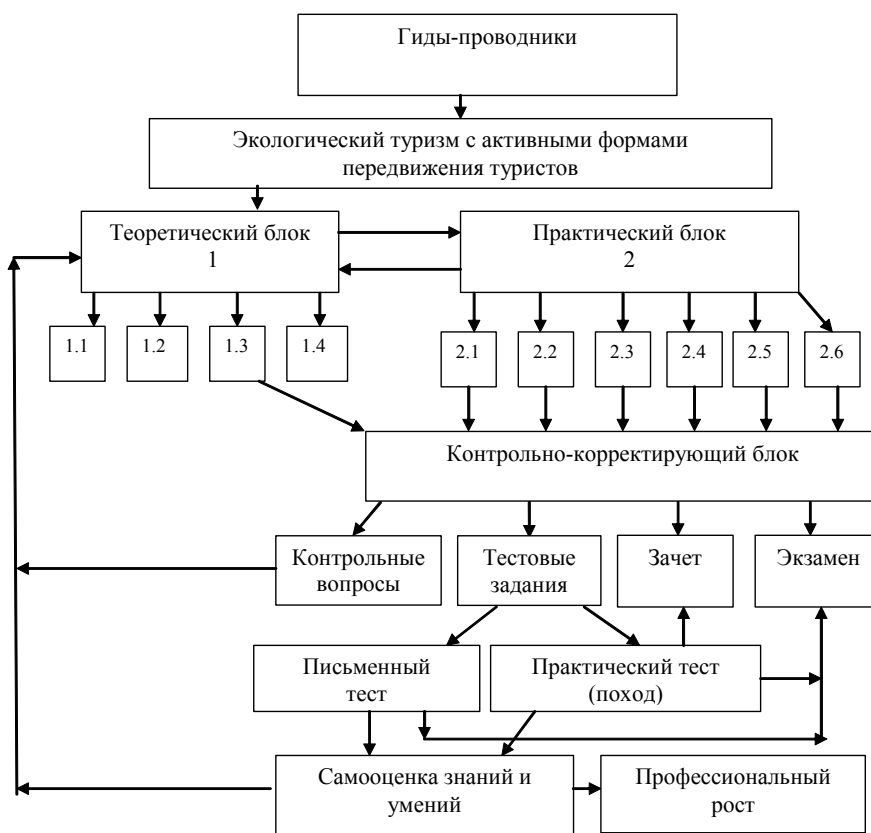 Гиды-проводники
Экологический туризм с активными формами
передвижения туристов
Теоретический блок
1
Практический блок
2
1.1
1.2
1.3
1.4
2.1
2.2
2.3
2.4
2.5
2.6
Контрольно-корректирующий блок
Контрольные
вопросы
Тестовые
задания
Зачет
Экзамен
Письменный
тест
Практический тест
(поход)
Самооценка знаний и
умений
Профессиональный
рост